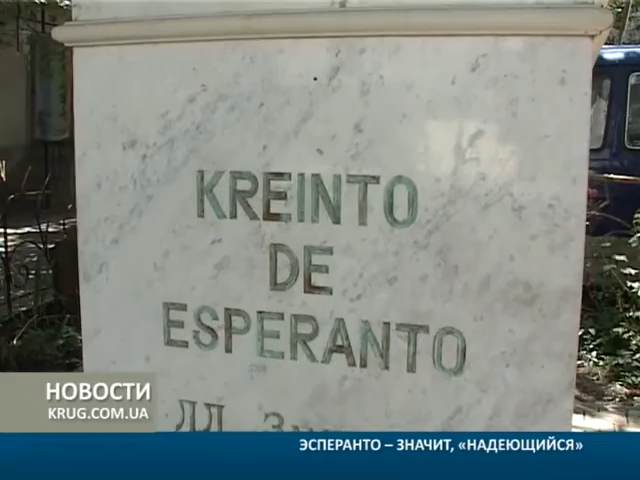 KREINTO
DE
ESPERANTO
НОВОСТИ
KRUG.COM.UA
ЭСПЕРАНТО – ЗНАЧИТ, «НАДЕЮЩИЙСЯ»